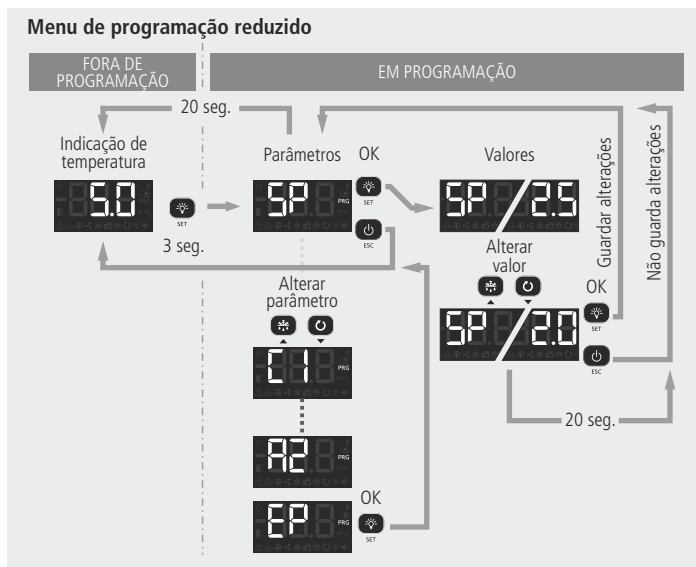 Menu de programação reduzido
FORA DE
PROGRAMAÇÃO
EM PROGRAMAÇÃO
20 seg.
Indicação de
temperatura
Parâmetros
OK
Valores
5.0
SET
SP
PRG
SET
SP
2.5
3 seg.
ESC
Alterar
valor
Guardar alterações
Não guarda alterações
Alterar
parâmetro
OK
SP
2.0
SET
C1
PRG
ESC
20 seg.
A2
PRG
OK
EP
PRG
SET